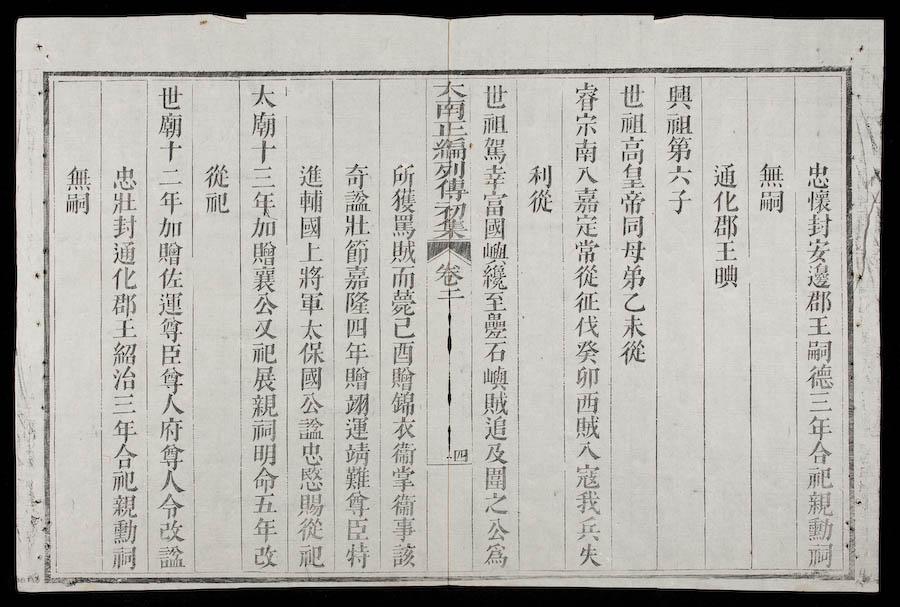 忠懷封安邊郡王嗣德三年合祀親勳祠
無嗣
通化郡王㬕
興祖第六子
世祖高皇帝同母弟乙未從
睿宗南入嘉定常從征伐癸卯西賊入寇我兵失
利從
世祖駕幸富國嶼纔至疊石嶼賊追及圍之公爲
大南正編列傳初集
卷二
四
所獲罵賊而薨己酉贈錦衣衞掌衞事該
奇諡壯節嘉隆四年贈翊運靖難尊臣特
進輔國上將軍太保國公諡忠愍賜從祀
太廟十三年加贈襄公又祀展親祠明命五年改
從祀
世廟十二年加贈佐運尊臣尊人府尊人令改諡
忠壯封通化郡王紹治三年合祀親勳祠
無嗣